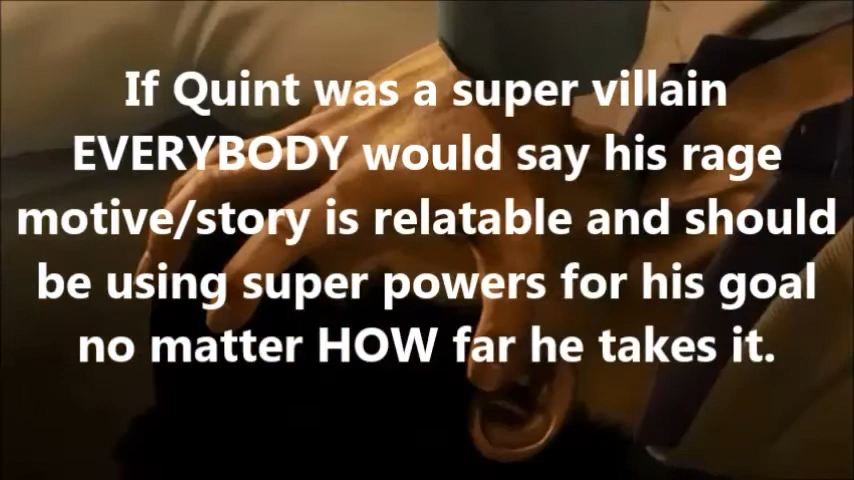 If Quint was a super villain
EVERYBODY would say his rage
motive/story is relatable and should
be using super powers for his goal
no matter HOW far he takes it.